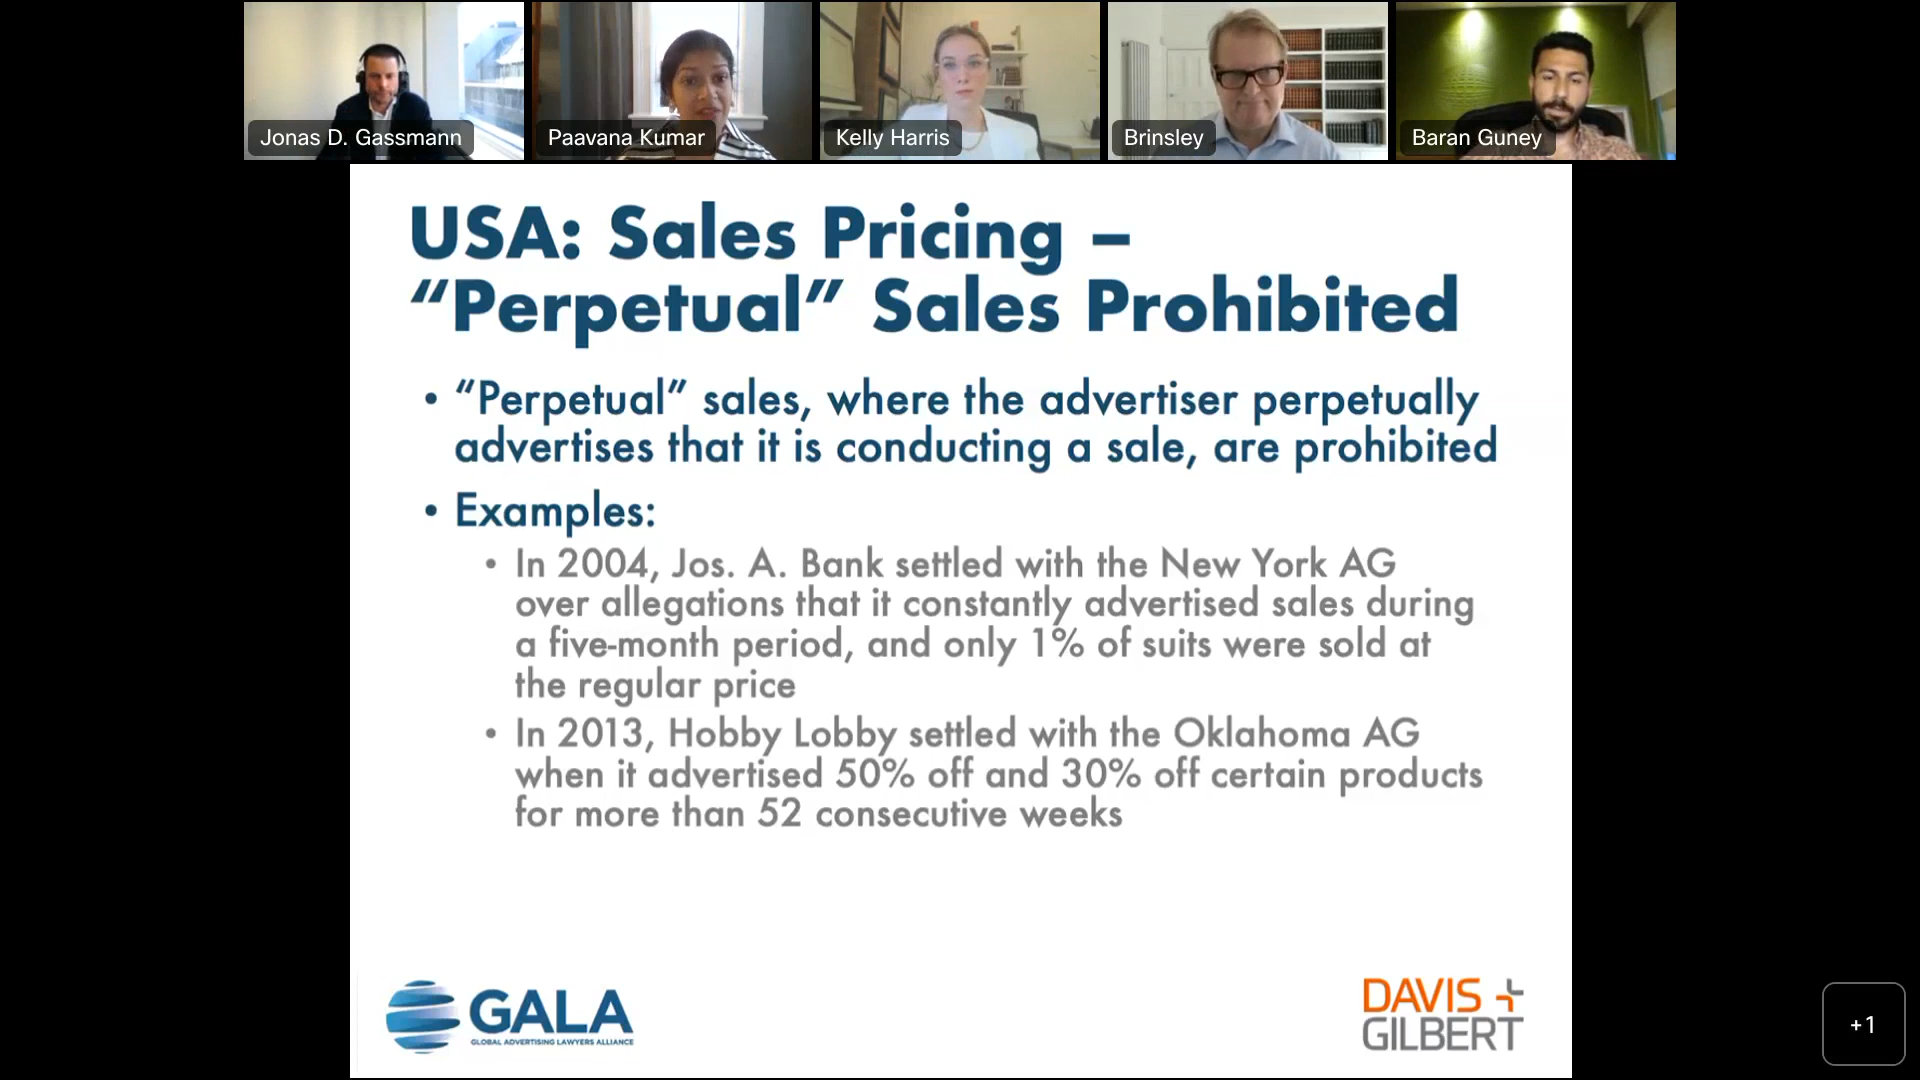 Jonas D. Gassmann
Paavana Kumar
Kelly Harris
Brinsley
Baran Guney
USA: Sales Pricing –
“Perpetual” Sales Prohibited
• “Perpetual” sales, where the advertiser perpetually
advertises that it is conducting a sale, are prohibited
• Examples:
• In 2004, Jos. A. Bank settled with the New York AG
over allegations that it constantly advertised sales during
a five-month period, and only 1% of suits were sold at
the regular price
• In 2013, Hobby Lobby settled with the Oklahoma AG
when it advertised 50% off and 30% off certain products
for more than 52 consecutive weeks
GALA
GLOBAL ADVERTISING LAWYERS ALLIANCE
DAVIS+
GILBERT
+1